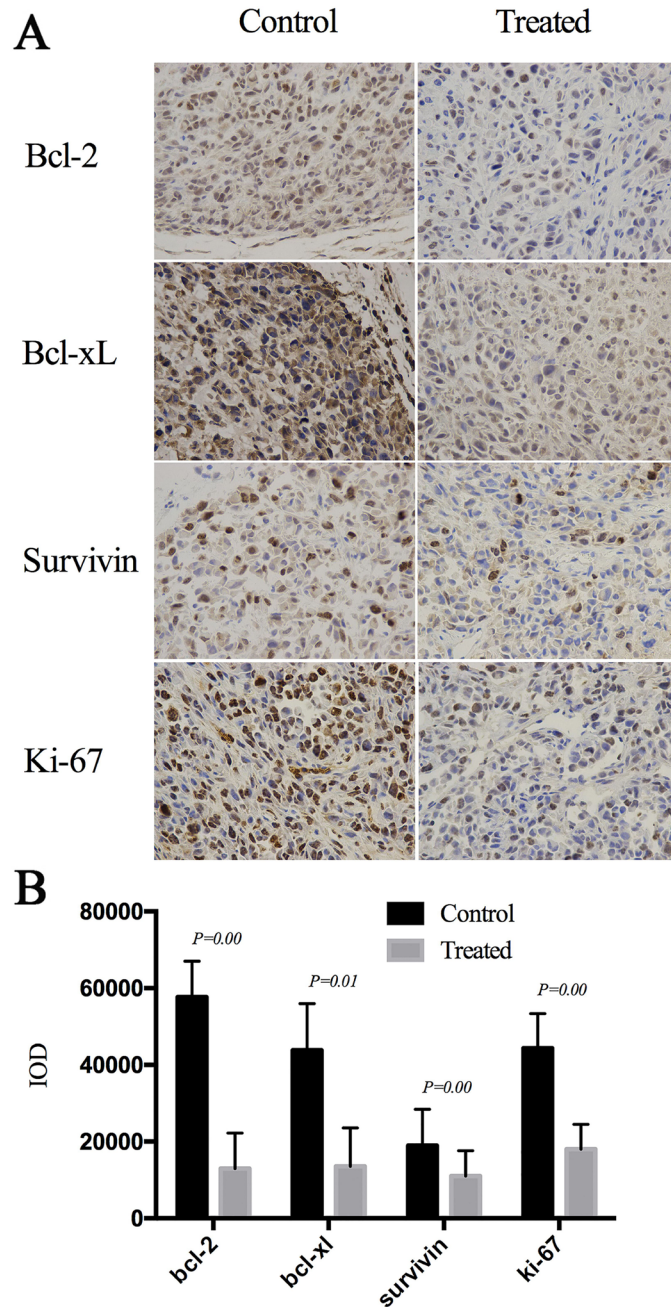 A
Control
Treated
Bcl-2
Bcl-xL
Survivin
Ki-67
B
80000
60000
40000
20000
0
IOD
Control
Treated
P=0.00
P=0.01
P=0.00
P=0.00
bcl-2
bcl-xl
survivin
ki-67